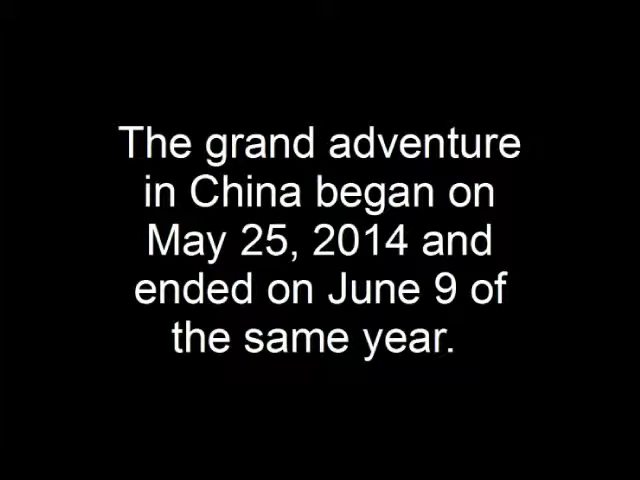 The grand adventure
in China began on
May 25, 2014 and
ended on June 9 of
the same year.